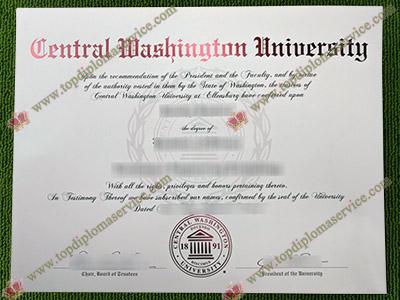 Central Washington University
Upon the recommendation of the President and the Faculty, and by virtue
of the authority vested in them by the State of Washington, the trustees of
Central Washington University at Ellensburg have conferred upon
the degree of
With all the rights, privileges and honors pertaining thereto.
In Testimony Thereof we have subscribed our names, confirmed by the seal of the University
Dated
CENTRAL WASHINGTON
18 91
UNIVERSITY
Chair, Board of Trustees
President of the University
www.topdiplomaservice.com